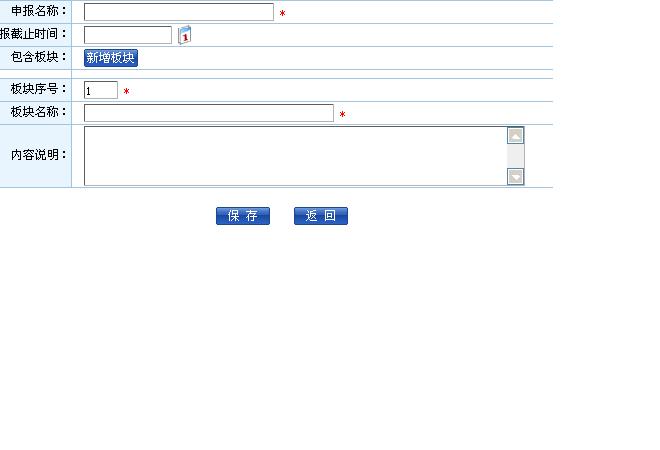 申报名称： *
报截止时间：
包含板块： 新增板块
板块序号： 1 *
板块名称： *
内容说明：
保 存 返 回